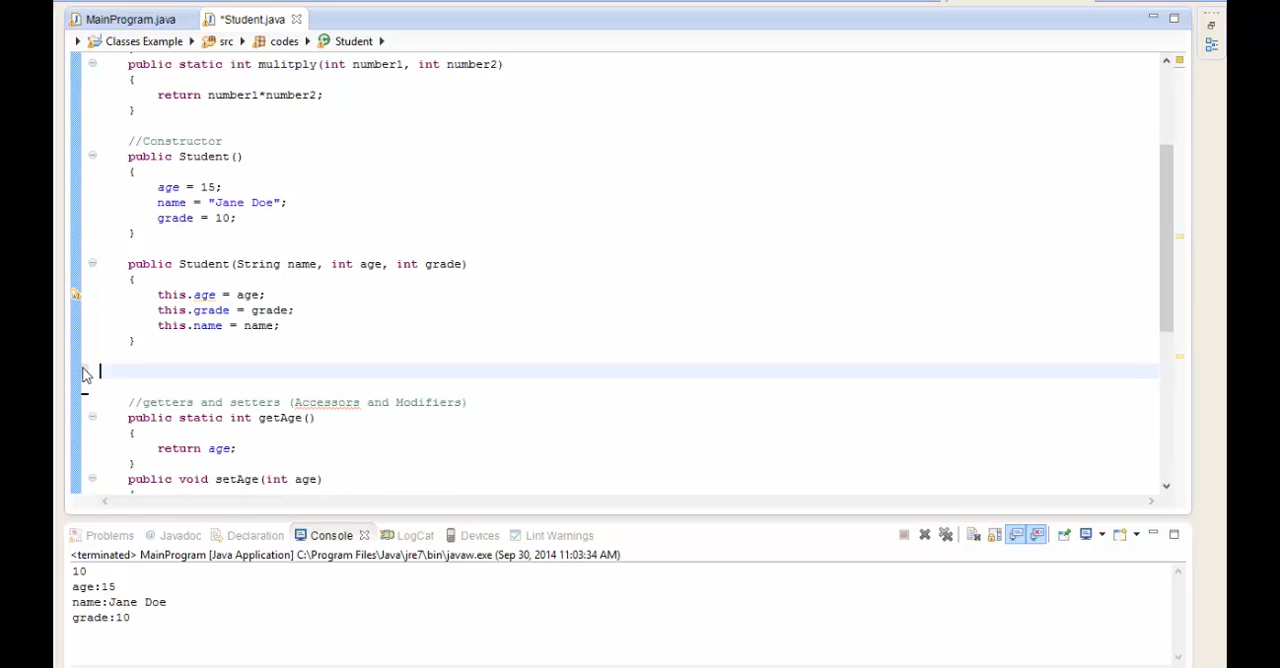 MainProgram.java *Student.java
Classes Example src codes Student
public static int mulitply(int number1, int number2)
{
return number1*number2;
}
//Constructor
public Student()
{
age = 15;
name = "Jane Doe";
grade = 10;
}
public Student(String name, int age, int grade)
{
this.age = age;
this.grade = grade;
this.name = name;
}
//getters and setters (Accessors and Modifiers)
public static int getAge()
{
return age;
}
public void setAge(int age)
Problems @ Javadoc Declaration Console LogCat Devices Lint Warnings
<terminated> MainProgram [Java Application] C:\Program Files\Java\jre7\bin\javaw.exe (Sep 30, 2014 11:03:34 AM)
10
age:15
name:Jane Doe
grade:10